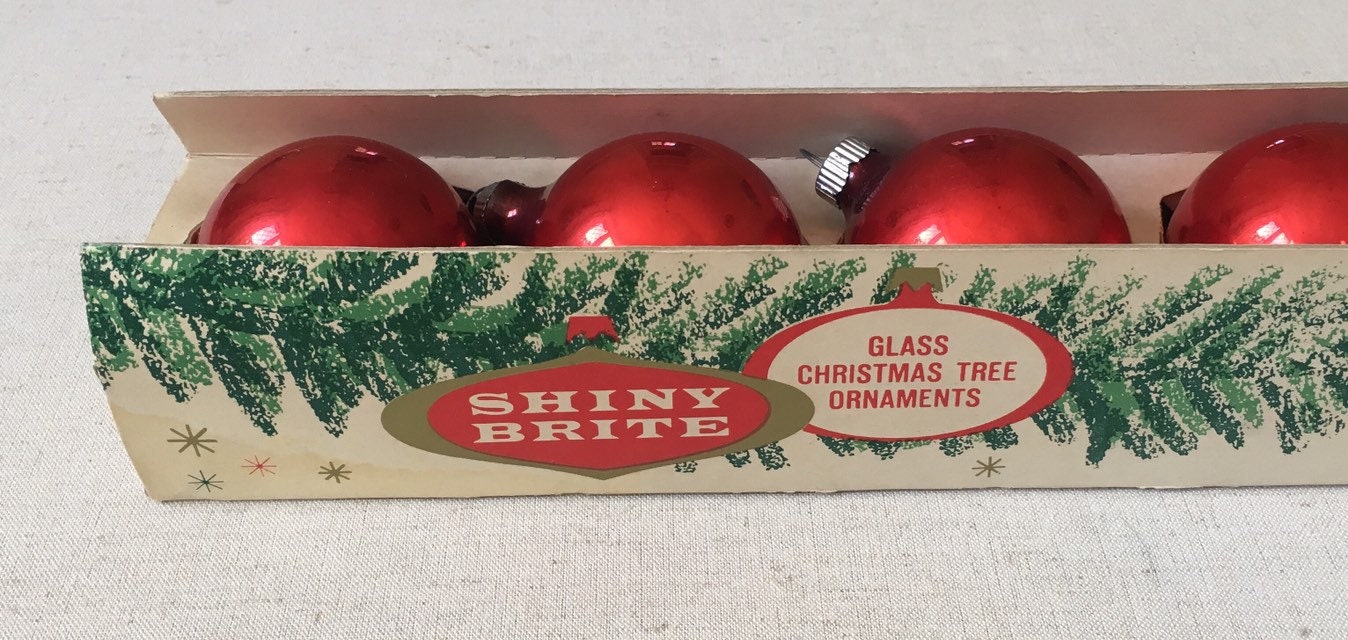 SHINY
BRITE
GLASS
CHRISTMAS TREE
ORNAMENTS